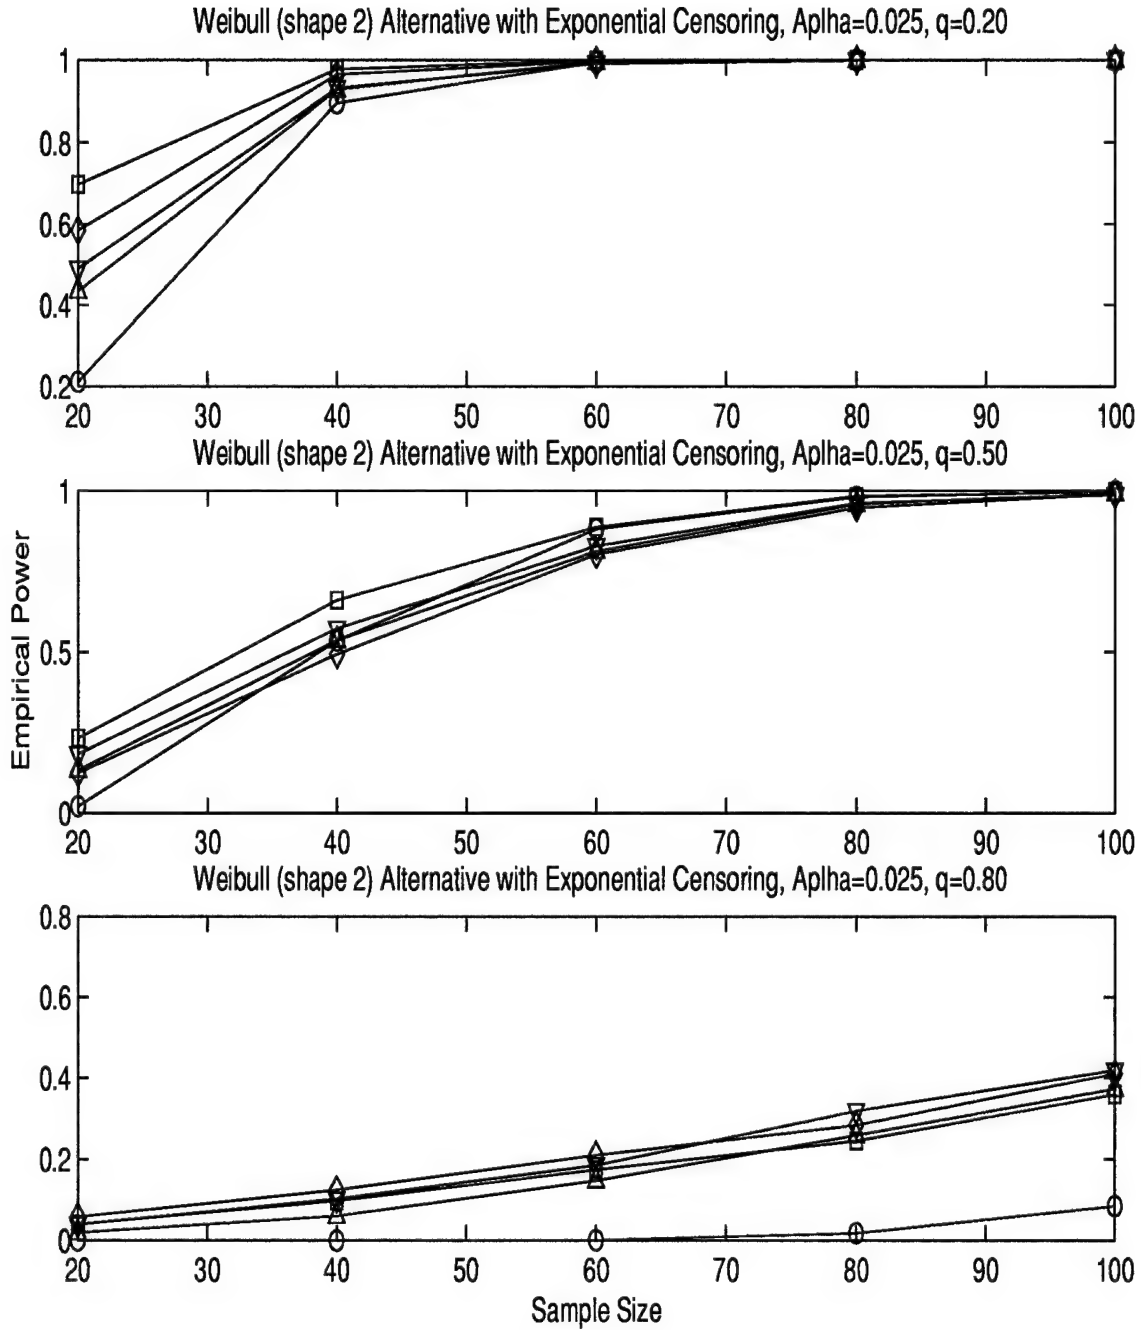 Weibull (shape 2) Alternative with Exponential Censoring, Aplha=0.025, q=0.20
1
0.8
0.6
0.4
0.2
20 30 40 50 60 70 80 90 100
Weibull (shape 2) Alternative with Exponential Censoring, Aplha=0.025, q=0.50
Empirical Power
1
0.5
0
20 30 40 50 60 70 80 90 100
Weibull (shape 2) Alternative with Exponential Censoring, Aplha=0.025, q=0.80
0.8
0.6
0.4
0.2
0
20 30 40 50 60 70 80 90 100
Sample Size